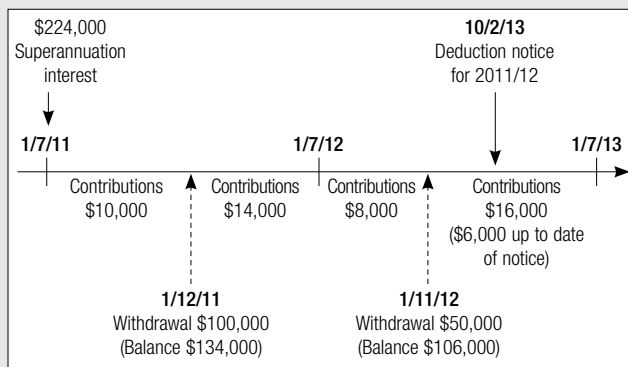 $224,000
Superannuation
interest
10/2/13
Deduction notice
for 2011/12
1/7/11
1/7/12
1/7/13
Contributions
$10,000
Contributions
$14,000
Contributions
$8,000
Contributions
$16,000
($6,000 up to date
of notice)
1/12/11
Withdrawal $100,000
(Balance $134,000)
1/11/12
Withdrawal $50,000
(Balance $106,000)